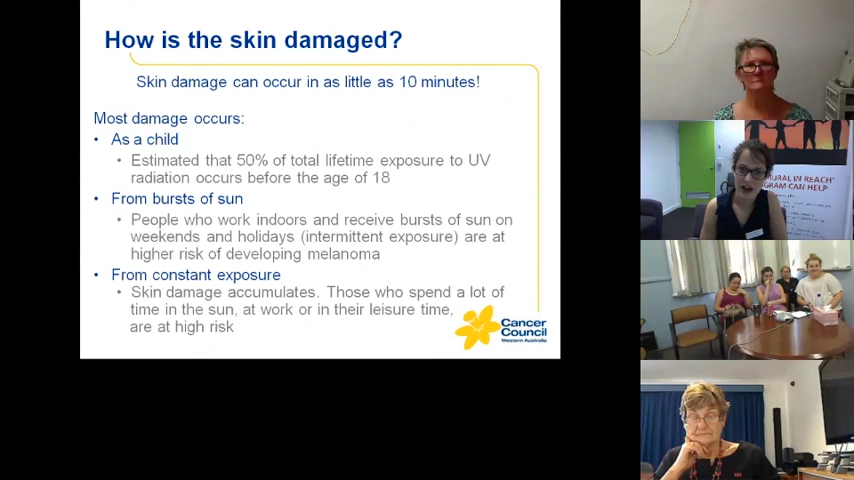 How is the skin damaged?
Skin damage can occur in as little as 10 minutes!
Most damage occurs:
• As a child
• Estimated that 50% of total lifetime exposure to UV
radiation occurs before the age of 18
• From bursts of sun
• People who work indoors and receive bursts of sun on
weekends and holidays (intermittent exposure) are at
higher risk of developing melanoma
• From constant exposure
• Skin damage accumulates. Those who spend a lot of
time in the sun, at work or in their leisure time,
are at high risk
Cancer
Council
Western Australia
RURAL IN REACH'
GRAM CAN HELP